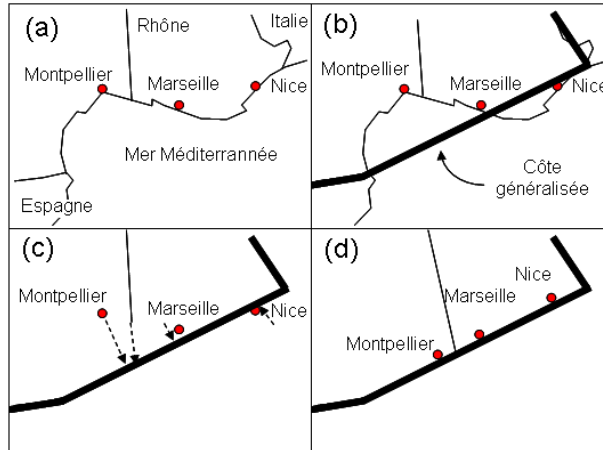 (a)
Rhône
Italie
Montpellier
Marseille
Nice
Mer Méditerrannée
Espagne
(b)
Montpellier
Marseille
Nice
Côte
généralisée
(c)
Montpellier
Marseille
Nice
(d)
Nice
Marseille
Montpellier